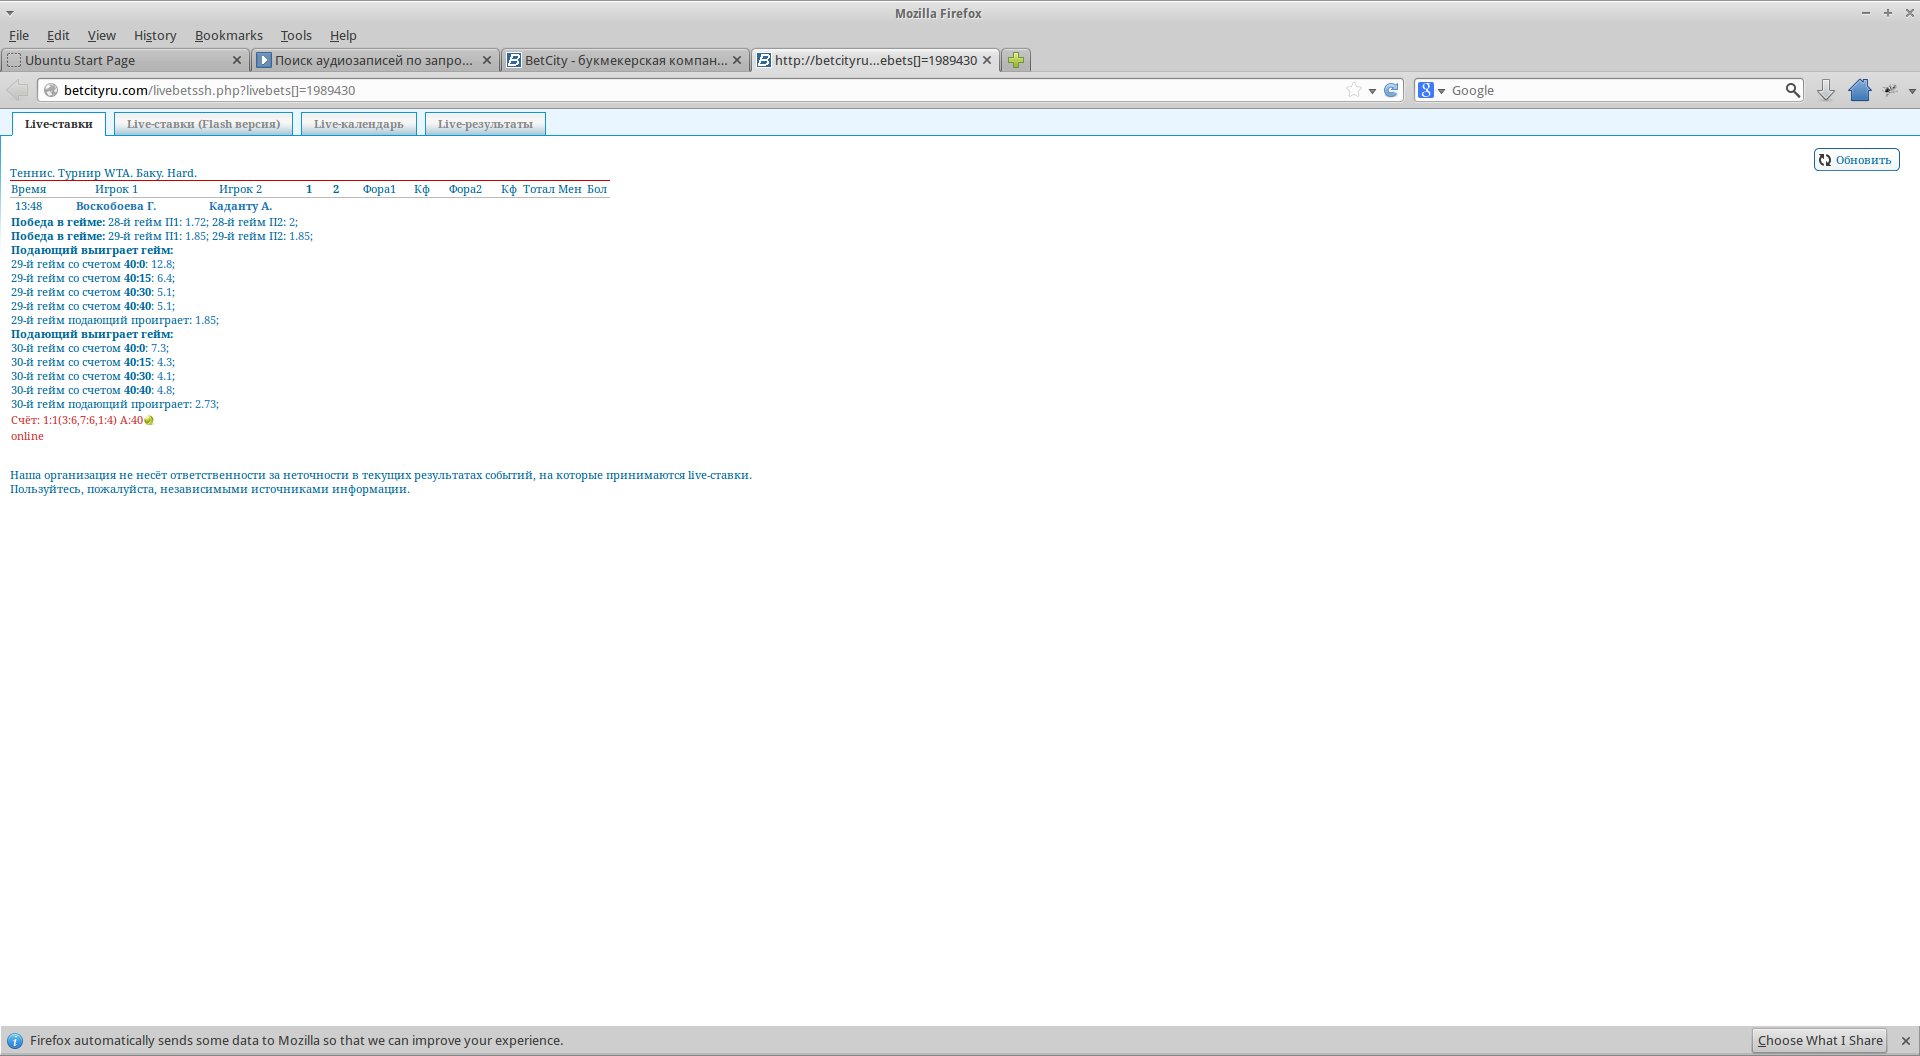 Mozilla Firefox
File Edit View History Bookmarks Tools Help
Ubuntu Start Page
Поиск аудиозаписей по запро...
BetCity - букмекерская компан...
http://betcityru...ebets[]=1989430
betcityru.com/livebetssh.php?livebets[]=1989430
Google
Live-ставки
Live-ставки (Flash версия)
Live-календарь
Live-результаты
Обновить
Теннис. Турнир WTA. Баку. Hard.
Время Игрок 1 Игрок 2 1 2 Фора1 Кф Фора2 Кф Тотал Мен Бол
13:48 Воскобоева Г. Каданту А.
Победа в гейме: 28-й гейм П1: 1.72; 28-й гейм П2: 2;
Победа в гейме: 29-й гейм П1: 1.85; 29-й гейм П2: 1.85;
Подающий выиграет гейм:
29-й гейм со счетом 40:0: 12.8;
29-й гейм со счетом 40:15: 6.4;
29-й гейм со счетом 40:30: 5.1;
29-й гейм со счетом 40:40: 5.1;
29-й гейм подающий проиграет: 1.85;
Подающий выиграет гейм:
30-й гейм со счетом 40:0: 7.3;
30-й гейм со счетом 40:15: 4.3;
30-й гейм со счетом 40:30: 4.1;
30-й гейм со счетом 40:40: 4.8;
30-й гейм подающий проиграет: 2.73;
Счёт: 1:1(3:6,7:6,1:4) A:40
online
Наша организация не несёт ответственности за неточности в текущих результатах событий, на которые принимаются live-ставки.
Пользуйтесь, пожалуйста, независимыми источниками информации.
Firefox automatically sends some data to Mozilla so that we can improve your experience.
Choose What I Share